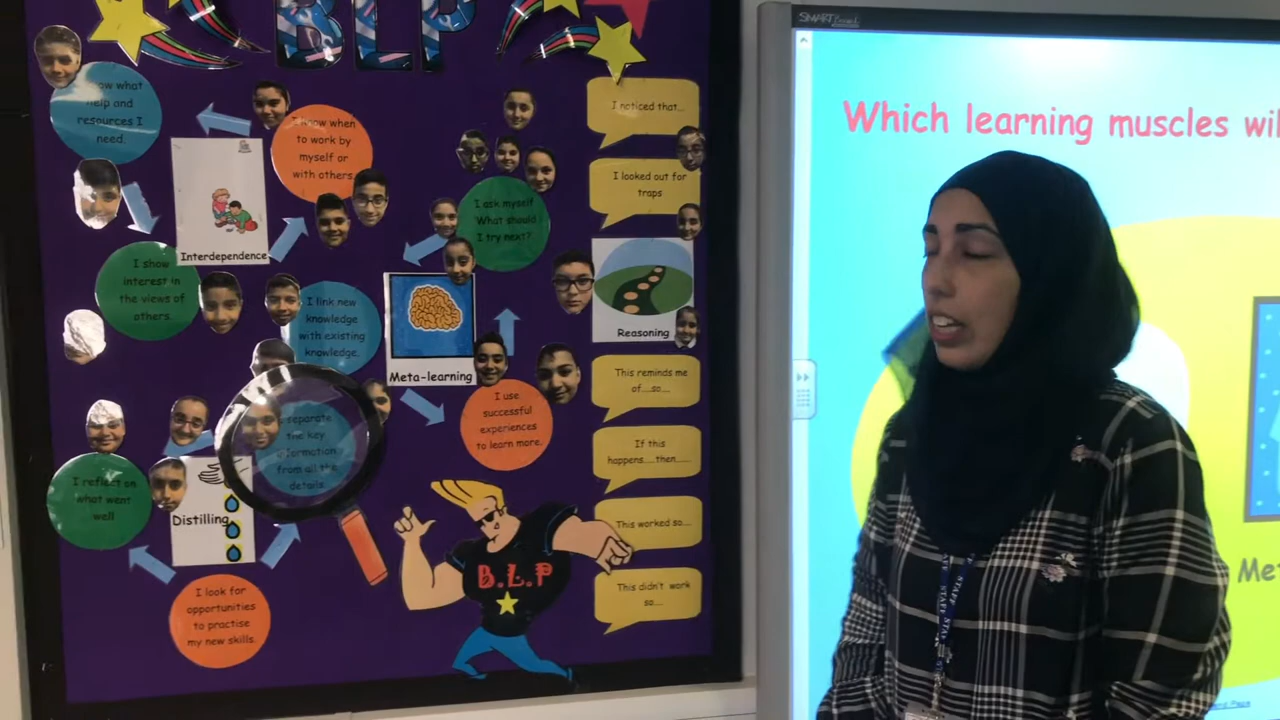 BLP
I know what
help and
resources I
need.
I know when
to work by
myself or
with others.
Interdependence
I show
interest in
the views of
others.
I link new
knowledge
with existing
knowledge.
I ask myself
'What should
I try next?'
Meta-learning
I use
successful
experiences
to learn more.
I separate
the key
information
from all the
details
Distilling
I reflect on
what went
well
I look for
opportunities
to practise
my new skills.
B.L.P
I noticed that...
I looked out for
traps
Reasoning
This reminds me
of....so....
If this
happens....then......
This worked so....
This didn't work
so....
SMART Board
Which learning muscles wil
Me
STAFF STAFF